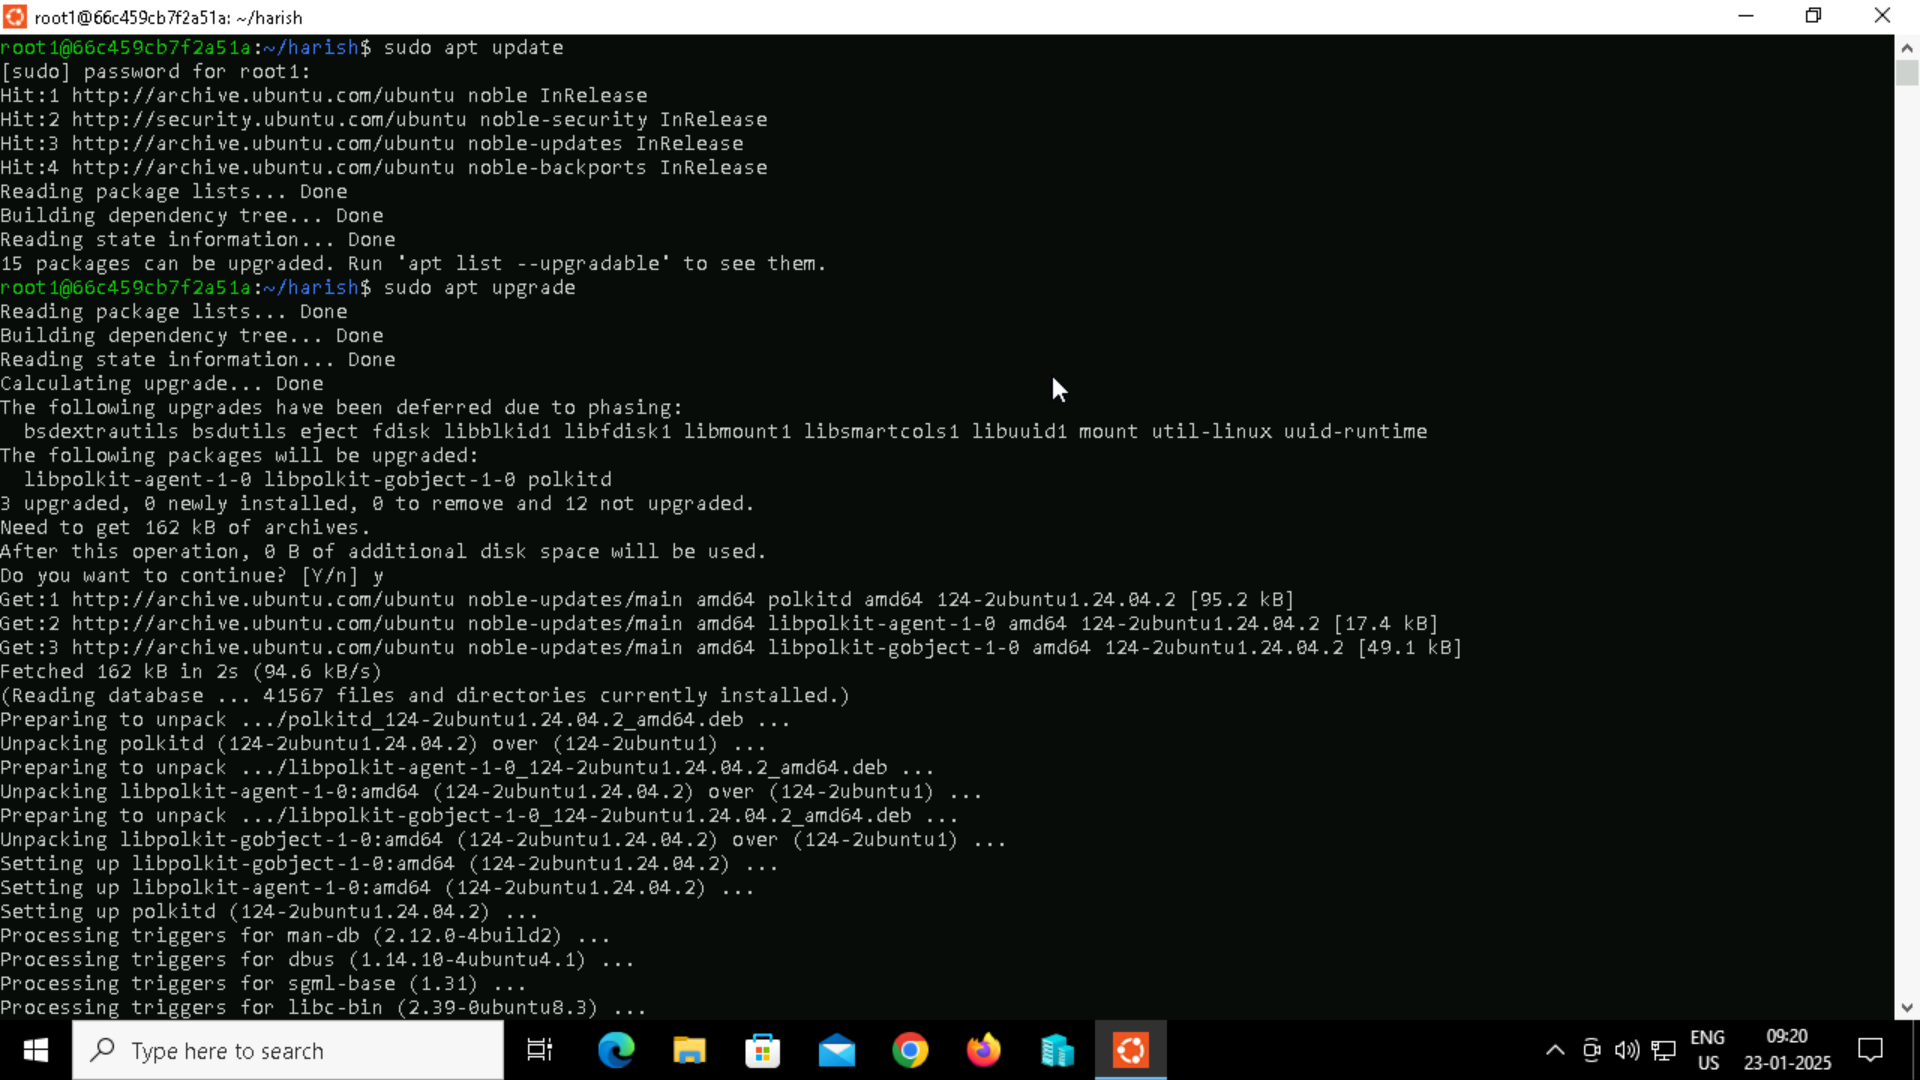 root1@66c459cb7f2a51a: ~/harish
root1@66c459cb7f2a51a:~/harish$ sudo apt update
[sudo] password for root1:
Hit:1 http://archive.ubuntu.com/ubuntu noble InRelease
Hit:2 http://security.ubuntu.com/ubuntu noble-security InRelease
Hit:3 http://archive.ubuntu.com/ubuntu noble-updates InRelease
Hit:4 http://archive.ubuntu.com/ubuntu noble-backports InRelease
Reading package lists... Done
Building dependency tree... Done
Reading state information... Done
15 packages can be upgraded. Run 'apt list --upgradable' to see them.
root1@66c459cb7f2a51a:~/harish$ sudo apt upgrade
Reading package lists... Done
Building dependency tree... Done
Reading state information... Done
Calculating upgrade... Done
The following upgrades have been deferred due to phasing:
  bsdextrautils bsdutils eject fdisk libblkid1 libfdisk1 libmount1 libsmartcols1 libuuid1 mount util-linux uuid-runtime
The following packages will be upgraded:
  libpolkit-agent-1-0 libpolkit-gobject-1-0 polkitd
3 upgraded, 0 newly installed, 0 to remove and 12 not upgraded.
Need to get 162 kB of archives.
After this operation, 0 B of additional disk space will be used.
Do you want to continue? [Y/n] y
Get:1 http://archive.ubuntu.com/ubuntu noble-updates/main amd64 polkitd amd64 124-2ubuntu1.24.04.2 [95.2 kB]
Get:2 http://archive.ubuntu.com/ubuntu noble-updates/main amd64 libpolkit-agent-1-0 amd64 124-2ubuntu1.24.04.2 [17.4 kB]
Get:3 http://archive.ubuntu.com/ubuntu noble-updates/main amd64 libpolkit-gobject-1-0 amd64 124-2ubuntu1.24.04.2 [49.1 kB]
Fetched 162 kB in 2s (94.6 kB/s)
(Reading database ... 41567 files and directories currently installed.)
Preparing to unpack .../polkitd_124-2ubuntu1.24.04.2_amd64.deb ...
Unpacking polkitd (124-2ubuntu1.24.04.2) over (124-2ubuntu1) ...
Preparing to unpack .../libpolkit-agent-1-0_124-2ubuntu1.24.04.2_amd64.deb ...
Unpacking libpolkit-agent-1-0:amd64 (124-2ubuntu1.24.04.2) over (124-2ubuntu1) ...
Preparing to unpack .../libpolkit-gobject-1-0_124-2ubuntu1.24.04.2_amd64.deb ...
Unpacking libpolkit-gobject-1-0:amd64 (124-2ubuntu1.24.04.2) over (124-2ubuntu1) ...
Setting up libpolkit-gobject-1-0:amd64 (124-2ubuntu1.24.04.2) ...
Setting up libpolkit-agent-1-0:amd64 (124-2ubuntu1.24.04.2) ...
Setting up polkitd (124-2ubuntu1.24.04.2) ...
Processing triggers for man-db (2.12.0-4build2) ...
Processing triggers for dbus (1.14.10-4ubuntu4.1) ...
Processing triggers for sgml-base (1.31) ...
Processing triggers for libc-bin (2.39-0ubuntu8.3) ...
Type here to search
ENG
US
09:20
23-01-2025